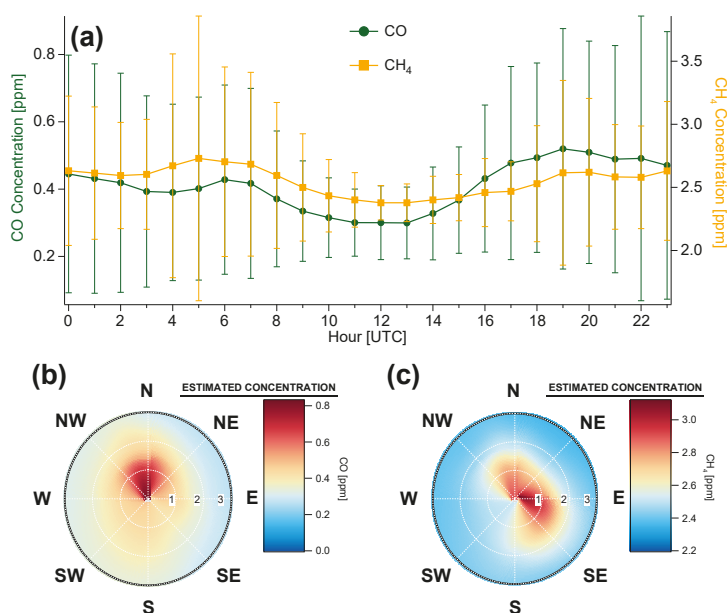 (a)
CO
CH4
CO Concentration [ppm]
0.8
0.6
0.4
0.2
3.5
3.0
2.5
2.0
CH4 Concentration [ppm]
0 2 4 6 8 10 12 14 16 18 20 22
Hour [UTC]
(b)
N
NW
NE
W
E
SW
SE
S
1 2 3
ESTIMATED CONCENTRATION
0.8
0.6
0.4
0.2
0.0
CO [ppm]
(c)
N
NW
NE
W
E
SW
SE
S
1 2 3
ESTIMATED CONCENTRATION
3.0
2.8
2.6
2.4
2.2
CH4 [ppm]